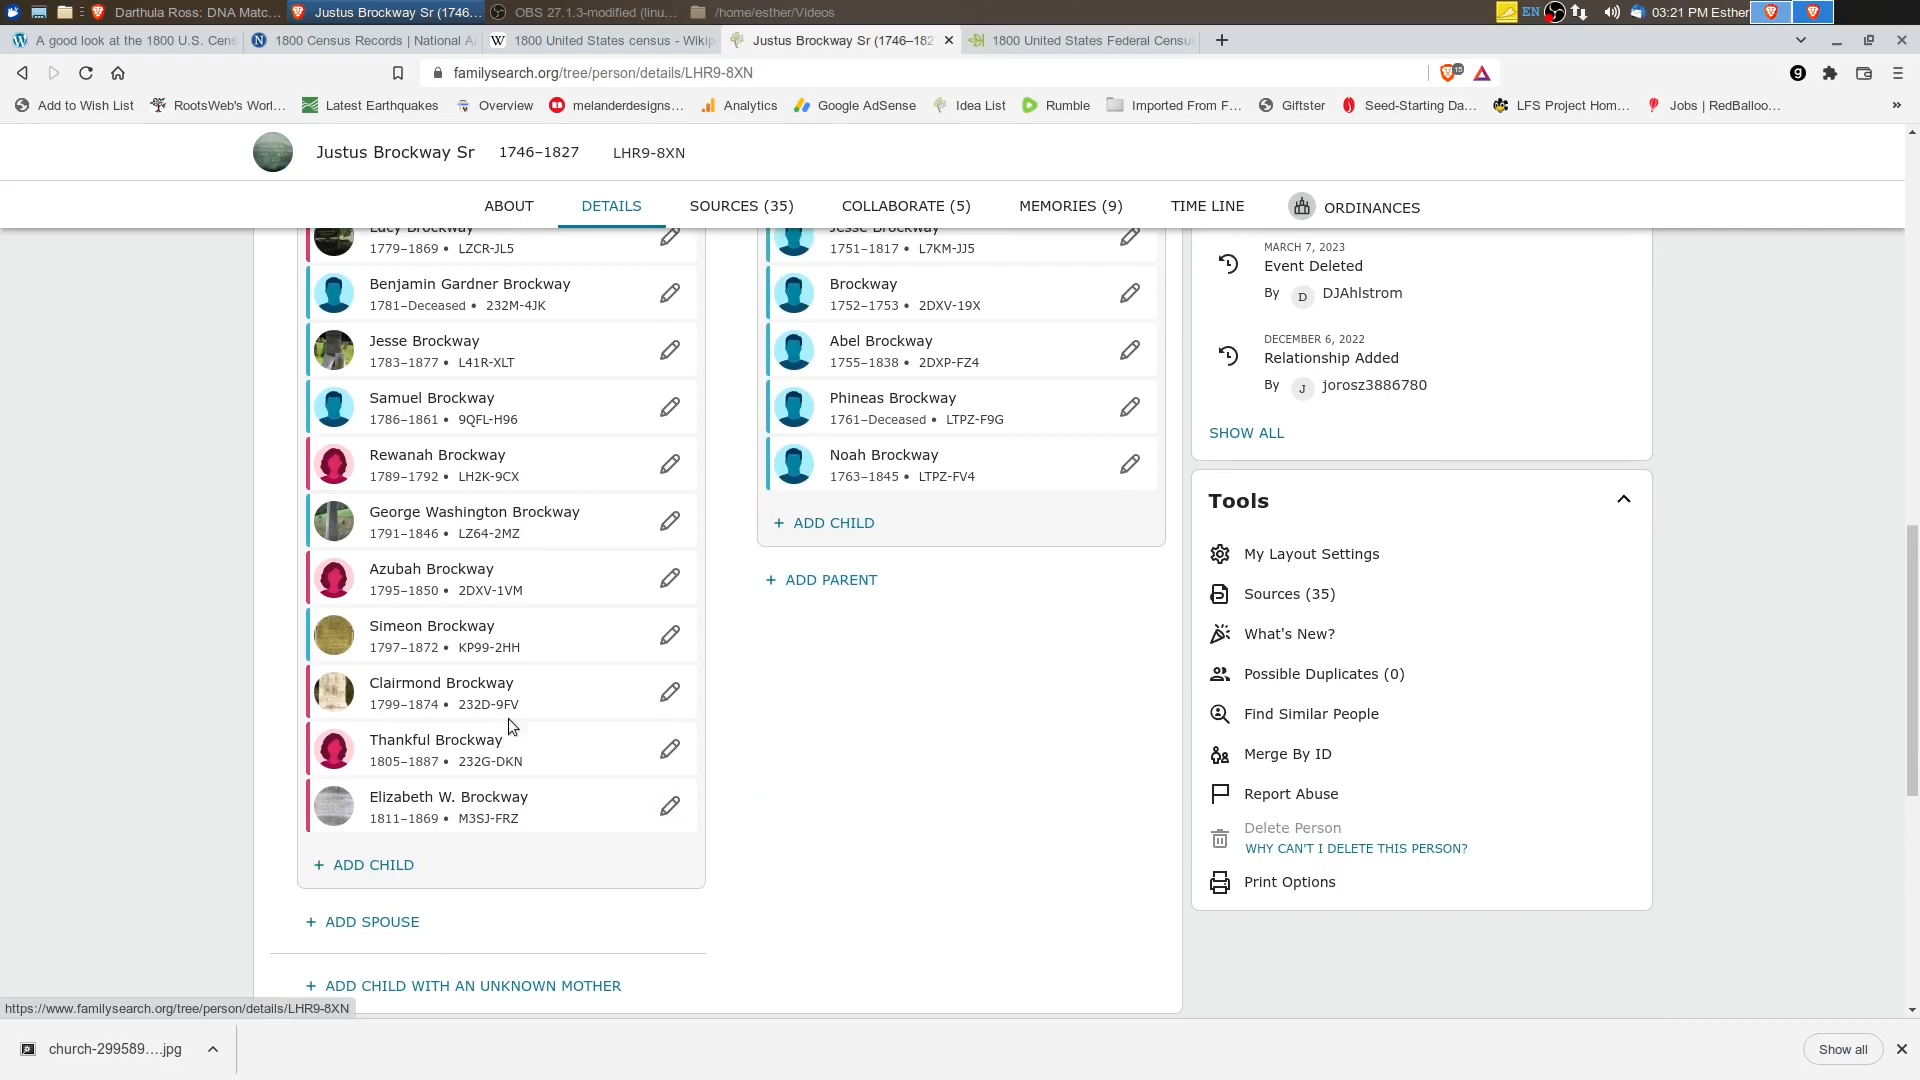 Darthula Ross: DNA Matc...
Justus Brockway Sr (1746...
OBS 27.1.3-modified (linu...
/home/esther/Videos
EN
03:21 PM Esther
A good look at the 1800 U.S. Cens
1800 Census Records | National A
1800 United States census - Wikip
Justus Brockway Sr (1746–182
1800 United States Federal Censu
familysearch.org/tree/person/details/LHR9-8XN
15
Add to Wish List
RootsWeb's Worl...
Latest Earthquakes
Overview
melanderdesigns...
Analytics
Google AdSense
Idea List
Rumble
Imported From F...
Giftster
Seed-Starting Da...
LFS Project Hom...
Jobs | RedBalloo...
»
Justus Brockway Sr 1746–1827 LHR9-8XN
ABOUT
DETAILS
SOURCES (35)
COLLABORATE (5)
MEMORIES (9)
TIME LINE
ORDINANCES
Lucy Brockway
1779–1869 • LZCR-JL5
Benjamin Gardner Brockway
1781–Deceased • 232M-4JK
Jesse Brockway
1783–1877 • L41R-XLT
Samuel Brockway
1786–1861 • 9QFL-H96
Rewanah Brockway
1789–1792 • LH2K-9CX
George Washington Brockway
1791–1846 • LZ64-2MZ
Azubah Brockway
1795–1850 • 2DXV-1VM
Simeon Brockway
1797–1872 • KP99-2HH
Clairmond Brockway
1799–1874 • 232D-9FV
Thankful Brockway
1805–1887 • 232G-DKN
Elizabeth W. Brockway
1811–1869 • M3SJ-FRZ
+ ADD CHILD
+ ADD SPOUSE
+ ADD CHILD WITH AN UNKNOWN MOTHER
Jesse Brockway
1751–1817 • L7KM-JJ5
Brockway
1752–1753 • 2DXV-19X
Abel Brockway
1755–1838 • 2DXP-FZ4
Phineas Brockway
1761–Deceased • LTPZ-F9G
Noah Brockway
1763–1845 • LTPZ-FV4
+ ADD CHILD
+ ADD PARENT
MARCH 7, 2023
Event Deleted
By D DJAhlstrom
DECEMBER 6, 2022
Relationship Added
By J jorosz3886780
SHOW ALL
Tools
My Layout Settings
Sources (35)
What's New?
Possible Duplicates (0)
Find Similar People
Merge By ID
Report Abuse
Delete Person
WHY CAN'T I DELETE THIS PERSON?
Print Options
https://www.familysearch.org/tree/person/details/LHR9-8XN
church-299589....jpg
Show all